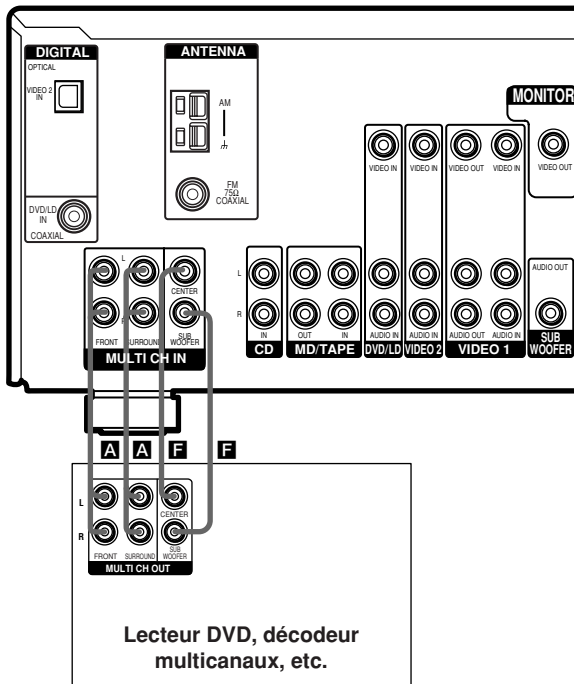 DIGITAL
OPTICAL
VIDEO 2
IN
DVD/LD
IN
COAXIAL
ANTENNA
AM
FM
75Ω
COAXIAL
MONITOR
VIDEO OUT
VIDEO IN
VIDEO IN
VIDEO OUT
VIDEO IN
L
R
FRONT
SURROUND
CENTER
SUB
WOOFER
MULTI CH IN
L
R
IN
CD
OUT
IN
MD/TAPE
AUDIO IN
DVD/LD
AUDIO IN
VIDEO 2
AUDIO OUT
AUDIO IN
VIDEO 1
AUDIO OUT
SUB
WOOFER
A
A
F
F
L
R
FRONT
SURROUND
CENTER
SUB
WOOFER
MULTI CH OUT
Lecteur DVD, décodeur
multicanaux, etc.